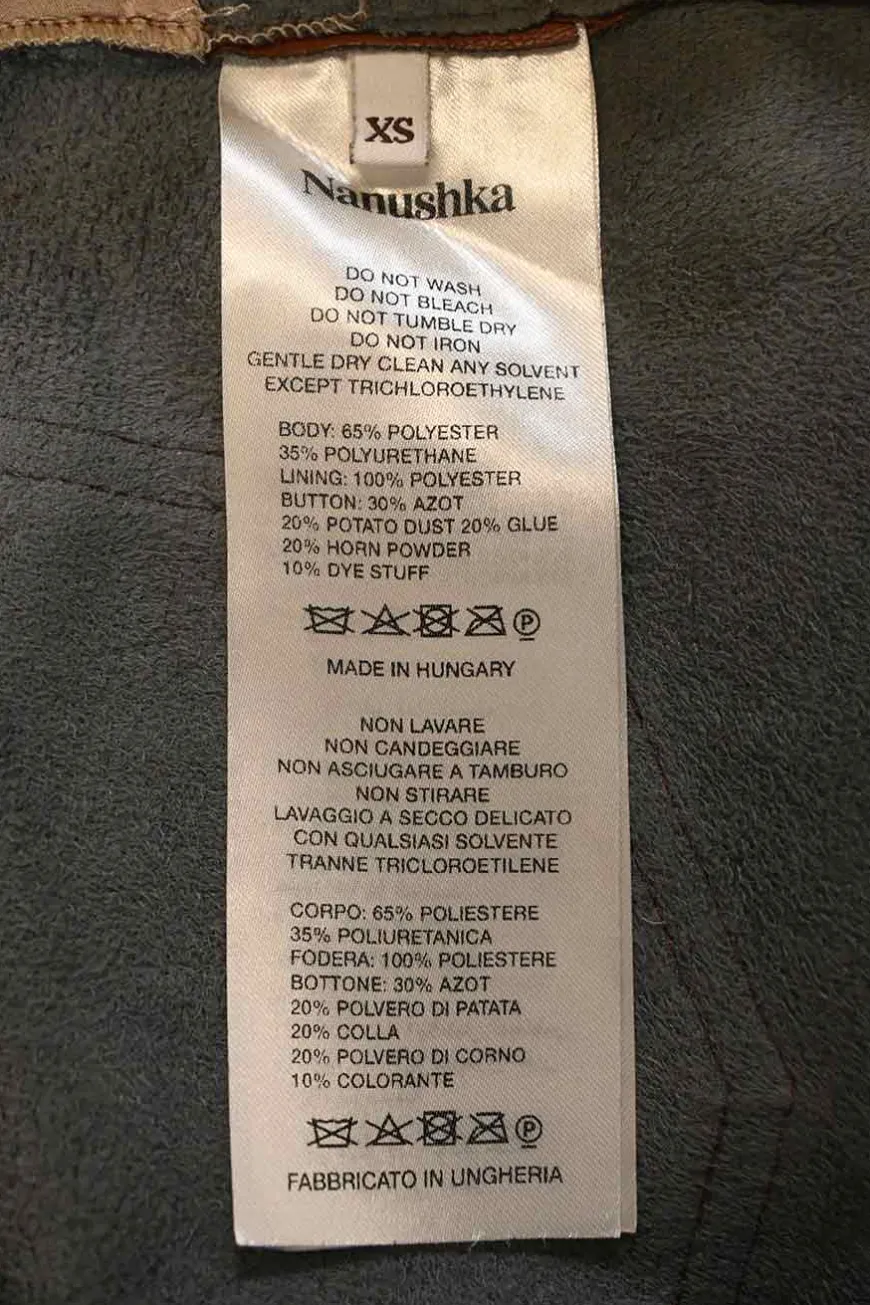 XS
Nanushka
DO NOT WASH
DO NOT BLEACH
DO NOT TUMBLE DRY
DO NOT IRON
GENTLE DRY CLEAN ANY SOLVENT
EXCEPT TRICHLOROETHYLENE
BODY: 65% POLYESTER
35% POLYURETHANE
LINING: 100% POLYESTER
BUTTON: 30% AZOT
20% POTATO DUST 20% GLUE
20% HORN POWDER
10% DYE STUFF
P
MADE IN HUNGARY
NON LAVARE
NON CANDEGGIARE
NON ASCIUGARE A TAMBURO
NON STIRARE
LAVAGGIO A SECCO DELICATO
CON QUALSIASI SOLVENTE
TRANNE TRICLOROETILENE
CORPO: 65% POLIESTERE
35% POLIURETANICA
FODERA: 100% POLIESTERE
BOTTONE: 30% AZOT
20% POLVERO DI PATATA
20% COLLA
20% POLVERO DI CORNO
10% COLORANTE
P
FABBRICATO IN UNGHERIA